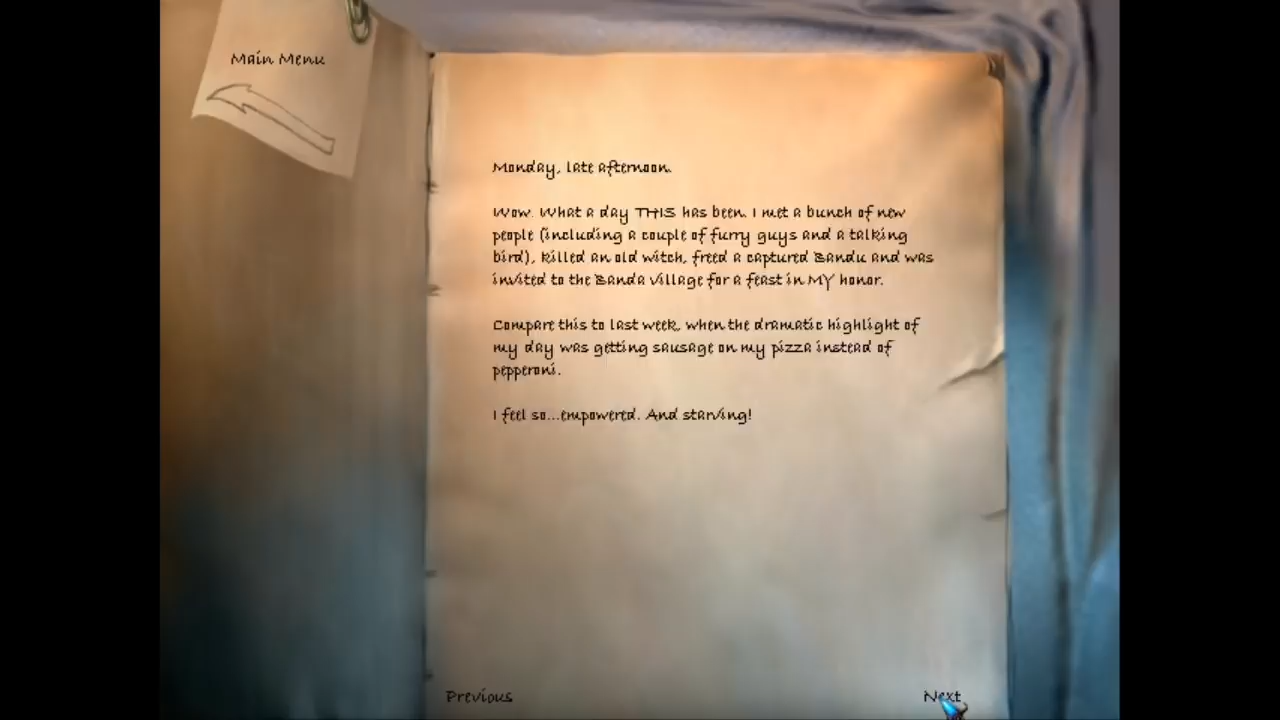 Main Menu
Monday, late afternoon.
Wow. What a day THIS has been. I met a bunch of new
people (including a couple of furry guys and a talking
bird), killed an old witch, freed a captured Bandu and was
invited to the Banda village for a feast in MY honor.
Compare this to last week, when the dramatic highlight of
my day was getting sausage on my pizza instead of
pepperoni.
I feel so...empowered. And starving!
Previous
Next